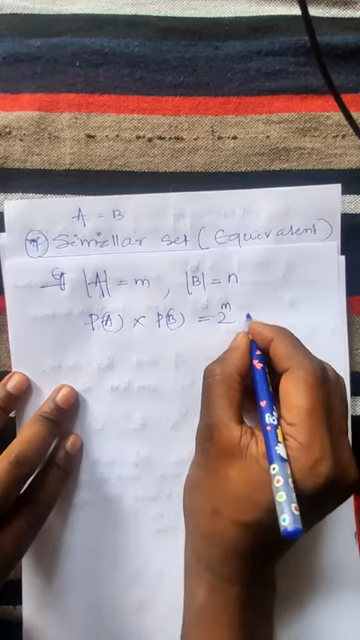 A = B
* Simillar set (Equivalent)
If |A| = m , |B| = n
P(A) × P(B) = 2^m